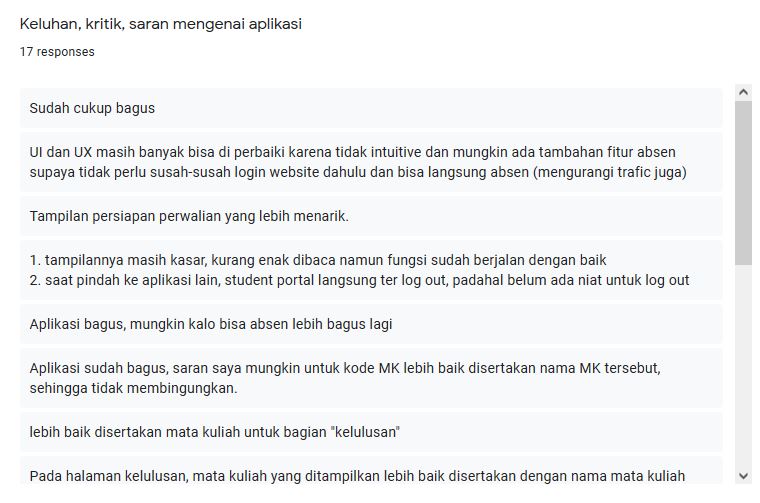 Keluhan, kritik, saran mengenai aplikasi
17 responses
Sudah cukup bagus
UI dan UX masih banyak bisa di perbaiki karena tidak intuitive dan mungkin ada tambahan fitur absen
supaya tidak perlu susah-susah login website dahulu dan bisa langsung absen (mengurangi trafic juga)
Tampilan persiapan perwalian yang lebih menarik.
1. tampilannya masih kasar, kurang enak dibaca namun fungsi sudah berjalan dengan baik
2. saat pindah ke aplikasi lain, student portal langsung ter log out, padahal belum ada niat untuk log out
Aplikasi bagus, mungkin kalo bisa absen lebih bagus lagi
Aplikasi sudah bagus, saran saya mungkin untuk kode MK lebih baik disertakan nama MK tersebut,
sehingga tidak membingungkan.
lebih baik disertakan mata kuliah untuk bagian "kelulusan"
Pada halaman kelulusan, mata kuliah yang ditampilkan lebih baik disertakan dengan nama mata kuliah